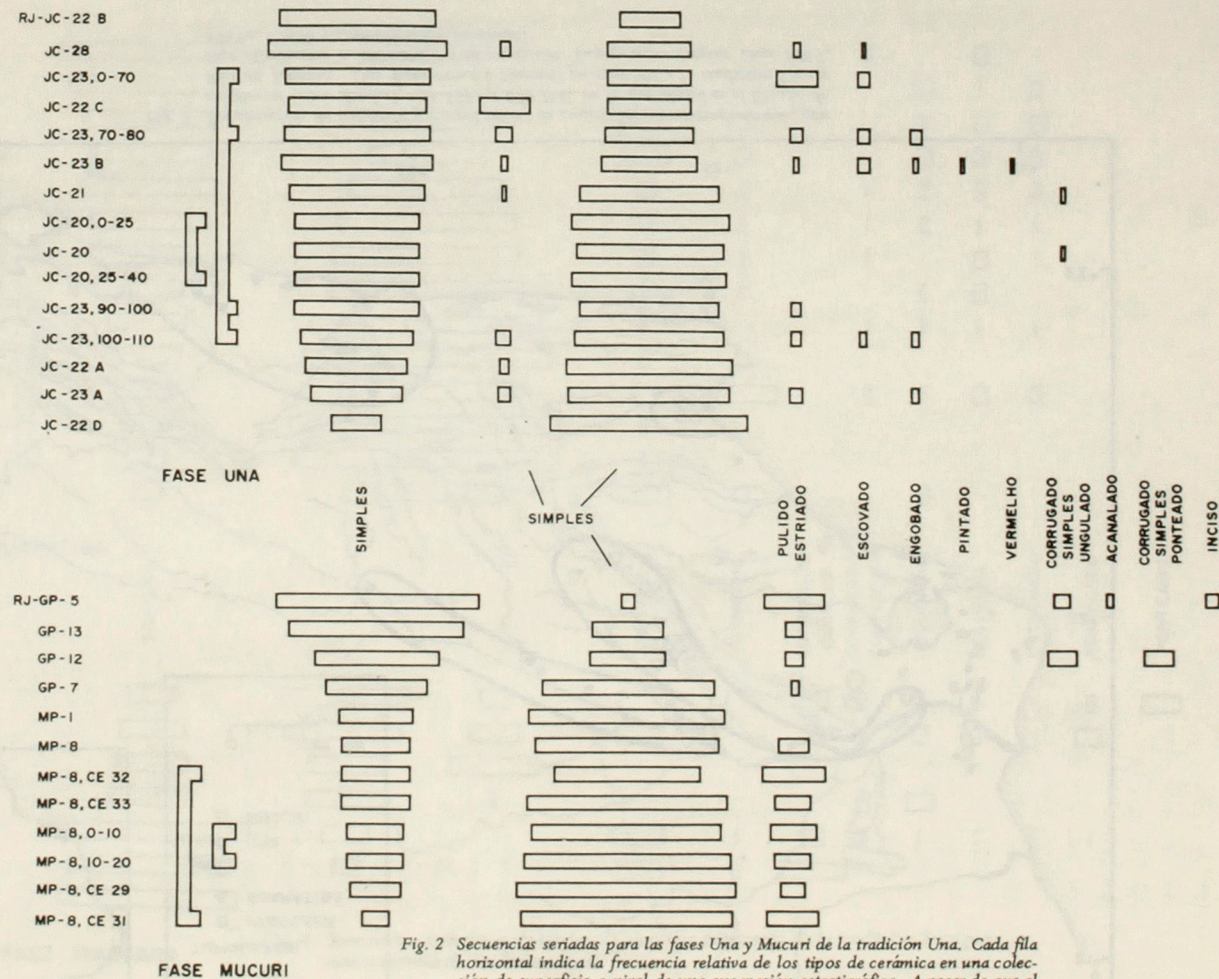 RJ-JC-22 B
JC-28
JC-23,0-70
JC-22 C
JC-23,70-80
JC-23 B
JC-21
JC-20,0-25
JC-20
JC-20,25-40
JC-23,90-100
JC-23,100-110
JC-22 A
JC-23 A
JC-22 D
FASE UNA
SIMPLES
SIMPLES
PULIDO
ESTRIADO
ESCOVADO
ENGOBADO
PINTADO
VERMELHO
CORRUGADO
SIMPLES
UNGULADO
ACANALADO
CORRUGADO
SIMPLES
PONTEADO
INCISO
RJ-GP-5
GP-13
GP-12
GP-7
MP-1
MP-8
MP-8, CE 32
MP-8, CE 33
MP-8, 0-10
MP-8, 10-20
MP-8, CE 29
MP-8, CE 31
FASE MUCURI
Fig. 2 Secuencias seriadas para las fases Una y Mucuri de la tradición Una. Cada fila
horizontal indica la frecuencia relativa de los tipos de cerámica en una colec-